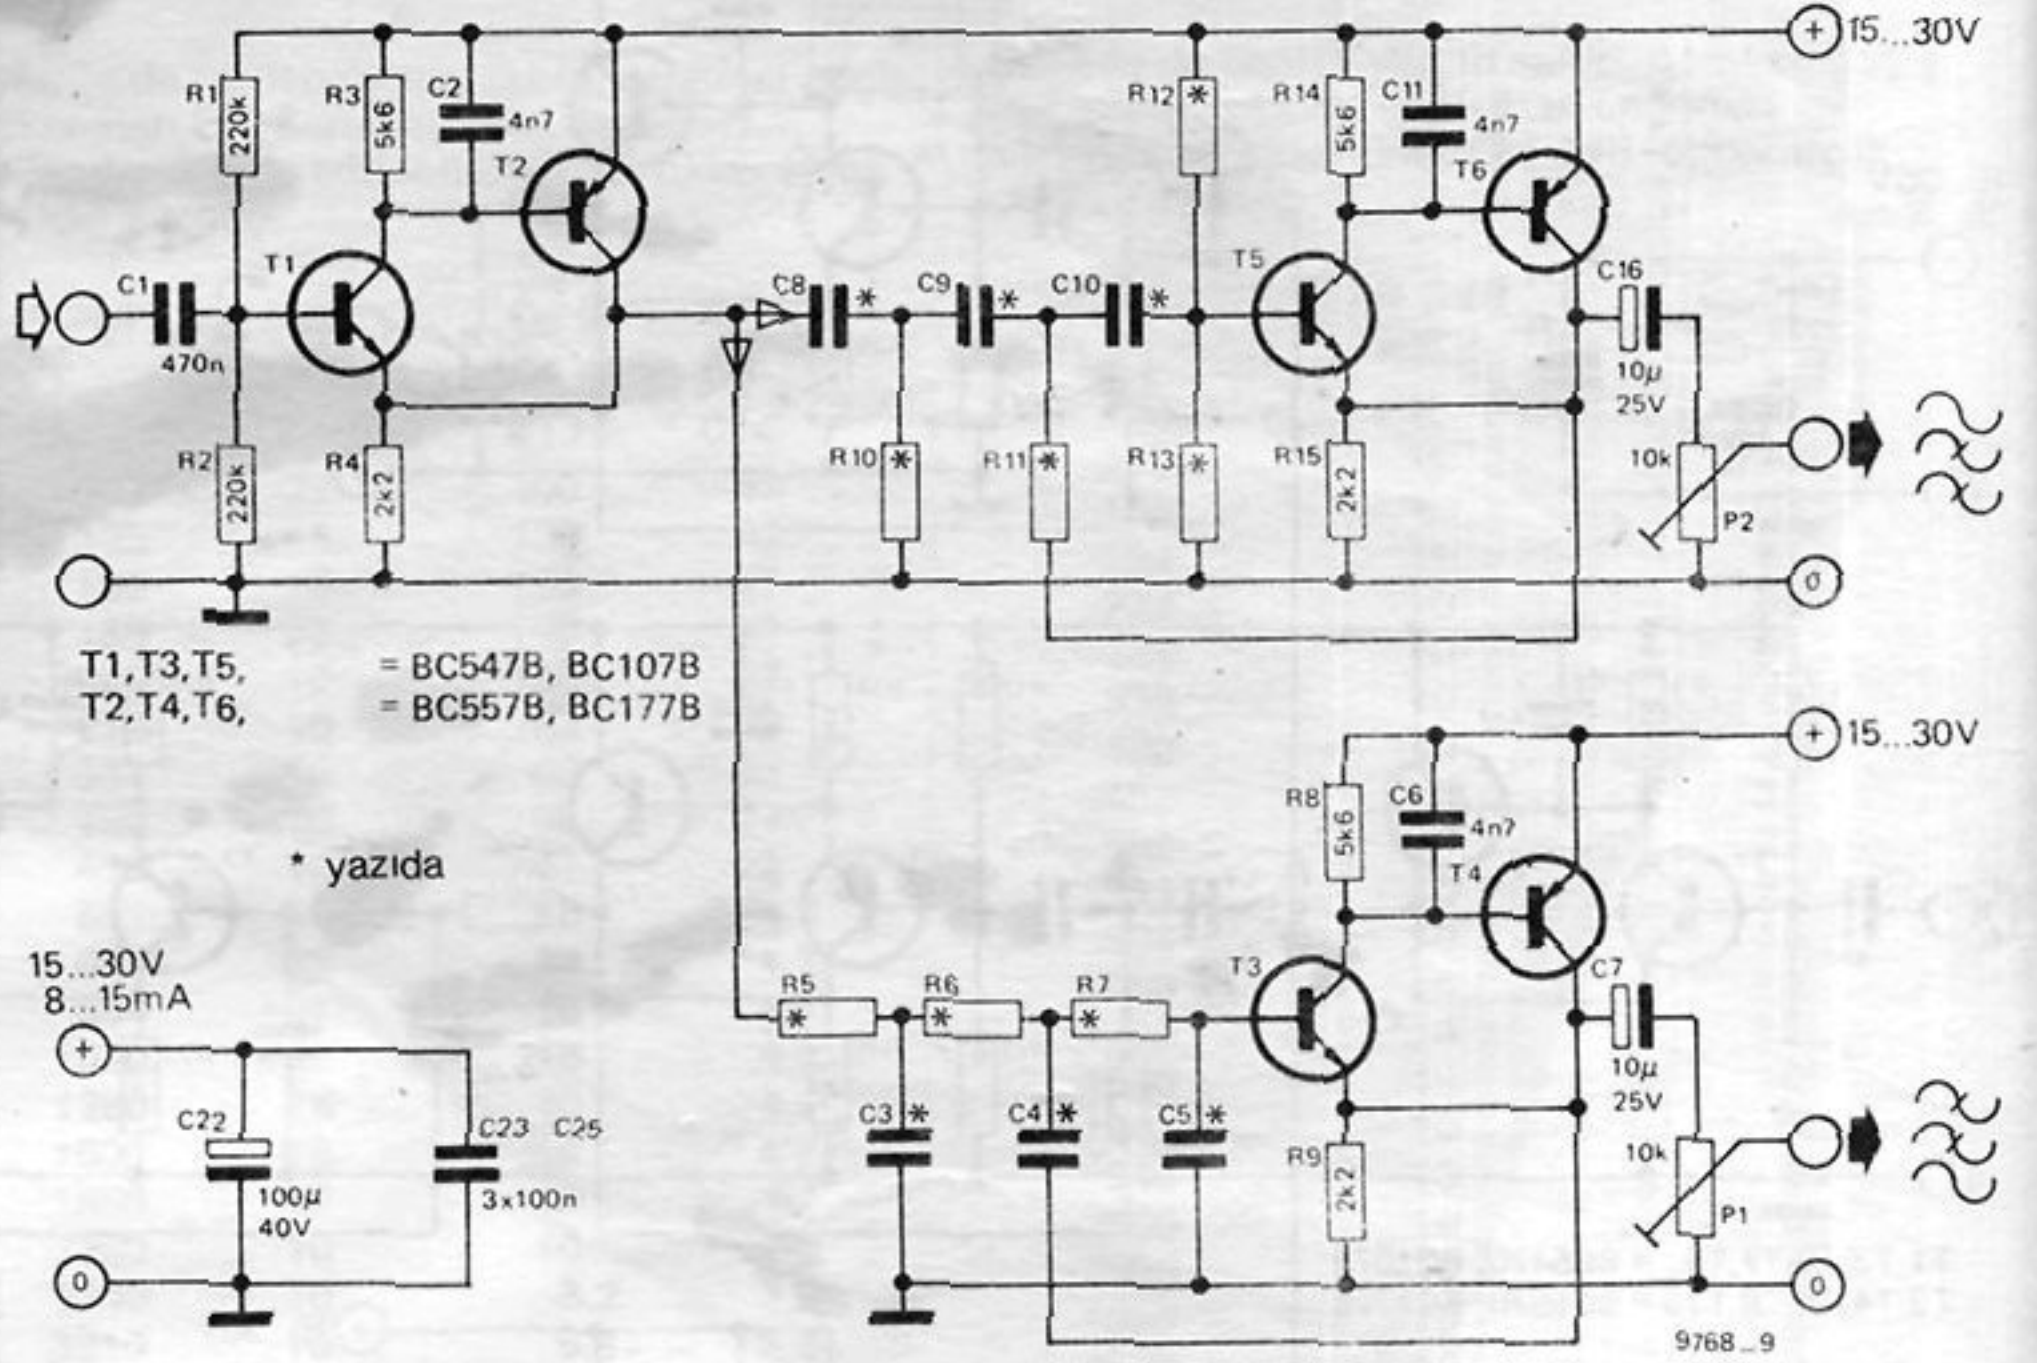 + 15...30V
R1 220k
R3 5k6
C2 4n7
T2
R12 *
R14 5k6
C11 4n7
T6
C1 470n
T1
C8 *
C9 *
C10 *
T5
C16 10µ 25V
R2 220k
R4 2k2
R10 *
R11 *
R13 *
R15 2k2
10k P2
0
T1,T3,T5, = BC547B, BC107B
T2,T4,T6, = BC557B, BC177B
+ 15...30V
R8 5k6
C6 4n7
T4
* yazıda
15...30V
8...15mA
+
R5 *
R6 *
R7 *
T3
C7 10µ 25V
C22 100µ 40V
C23 C25
3x100n
C3 *
C4 *
C5 *
R9 2k2
10k P1
0
0
9768_9